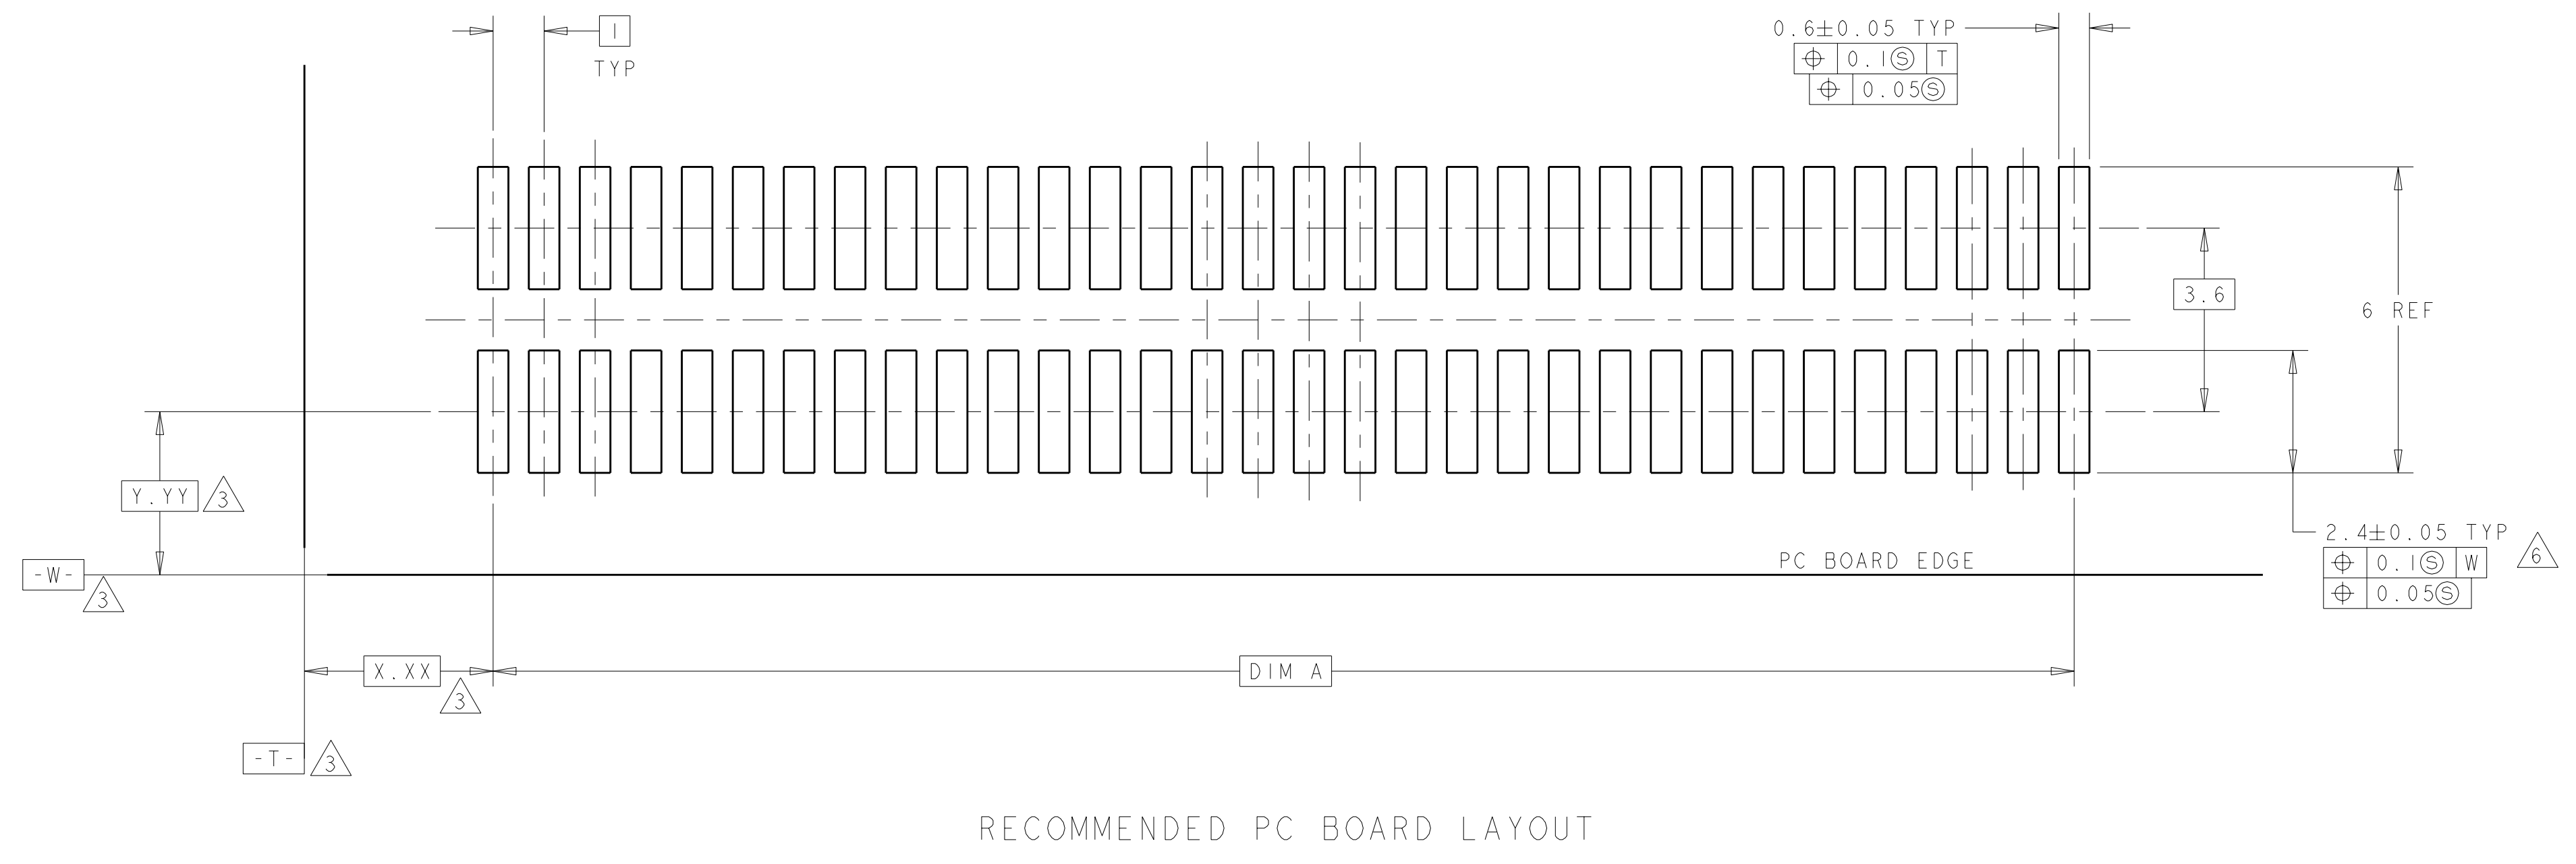 1
TYP
0.6±0.05 TYP
⌖ 0.1Ⓢ T
⌖ 0.05Ⓢ
3.6
6 REF
Y.YY 3
2.4±0.05 TYP 6
⌖ 0.1Ⓢ W
⌖ 0.05Ⓢ
PC BOARD EDGE
-W- 3
X.XX 3
DIM A
-T- 3
RECOMMENDED PC BOARD LAYOUT